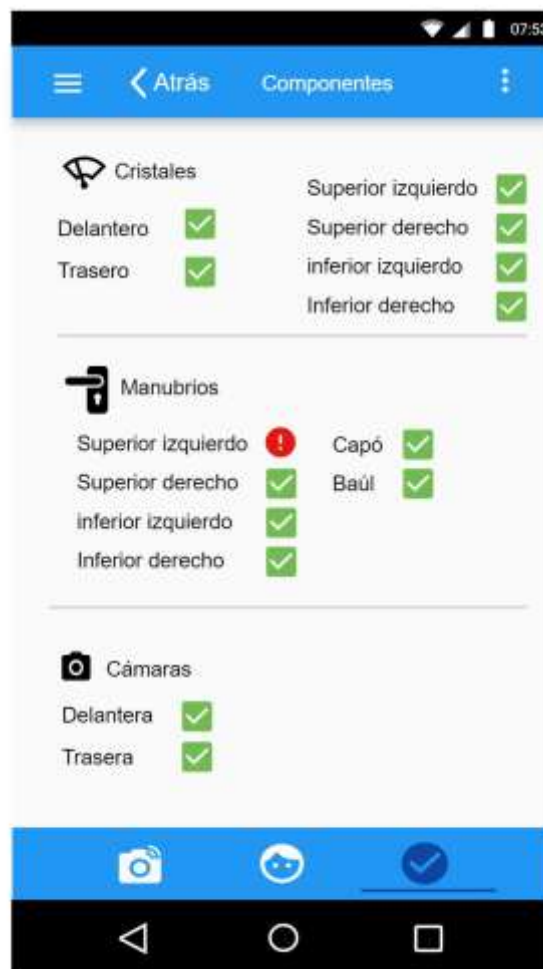 07:53
Atrás
Componentes
Cristales
Delantero
Trasero
Superior izquierdo
Superior derecho
inferior izquierdo
Inferior derecho
Manubrios
Superior izquierdo
Superior derecho
inferior izquierdo
Inferior derecho
Capó
Baúl
Cámaras
Delantera
Trasera